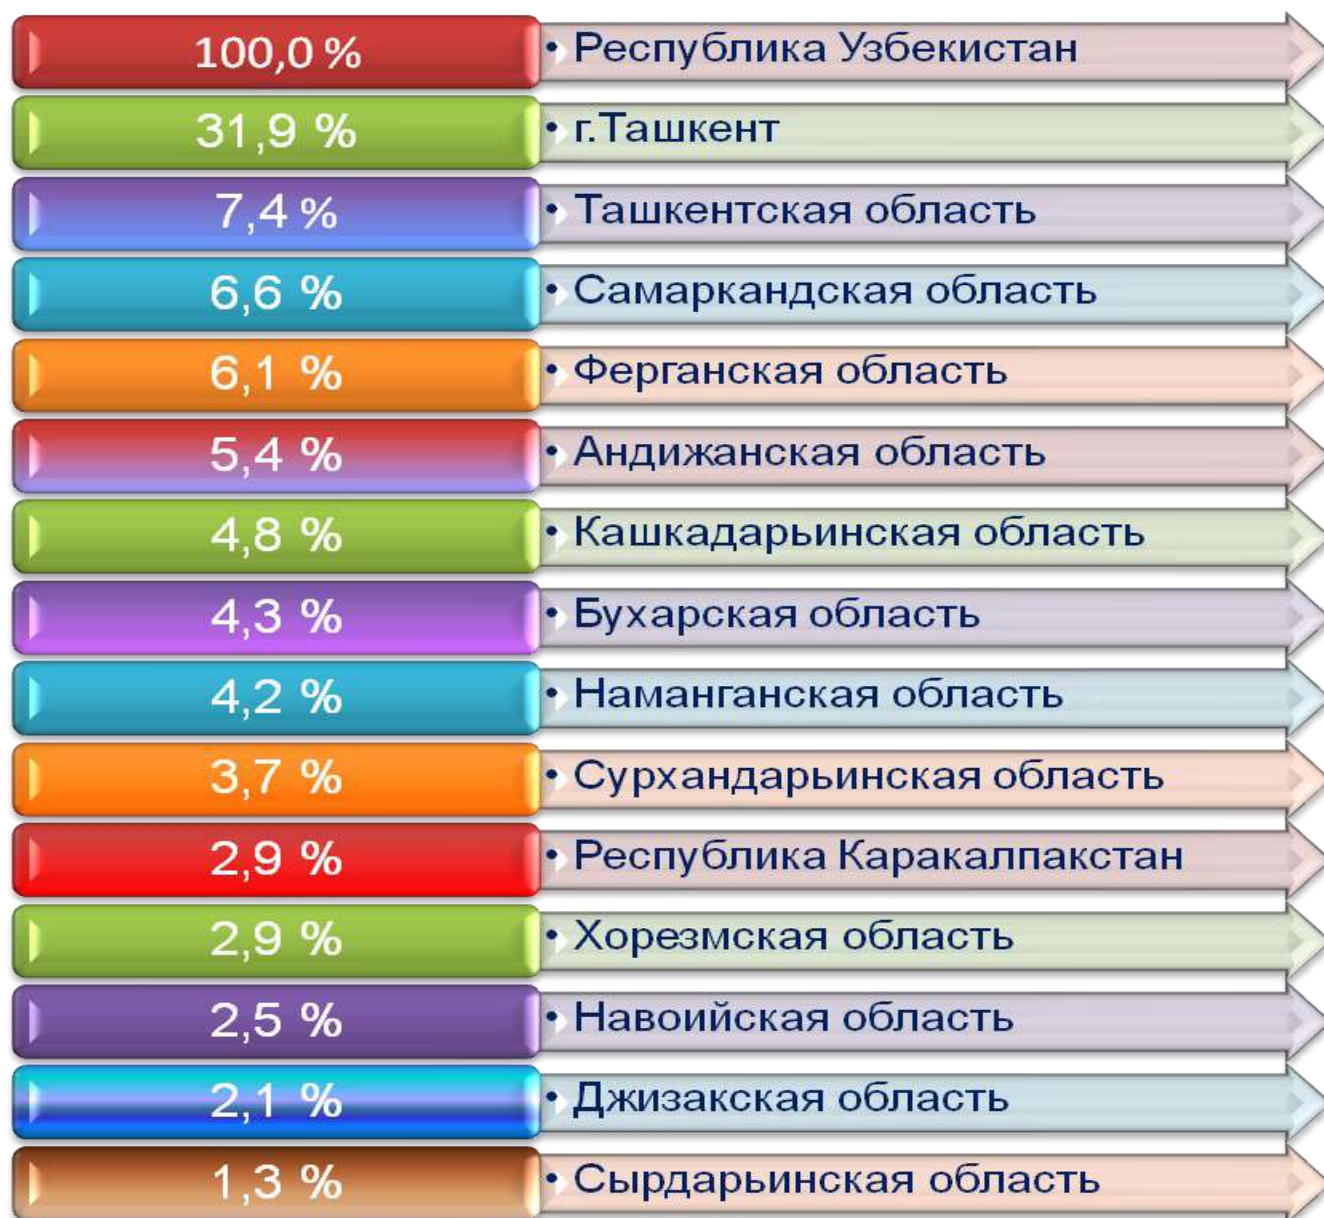 100,0 % • Республика Узбекистан
31,9 % • г.Ташкент
7,4 % • Ташкентская область
6,6 % • Самаркандская область
6,1 % • Ферганская область
5,4 % • Андижанская область
4,8 % • Кашкадарьинская область
4,3 % • Бухарская область
4,2 % • Наманганская область
3,7 % • Сурхандарьинская область
2,9 % • Республика Каракалпакстан
2,9 % • Хорезмская область
2,5 % • Навоийская область
2,1 % • Джизакская область
1,3 % • Сырдарьинская область